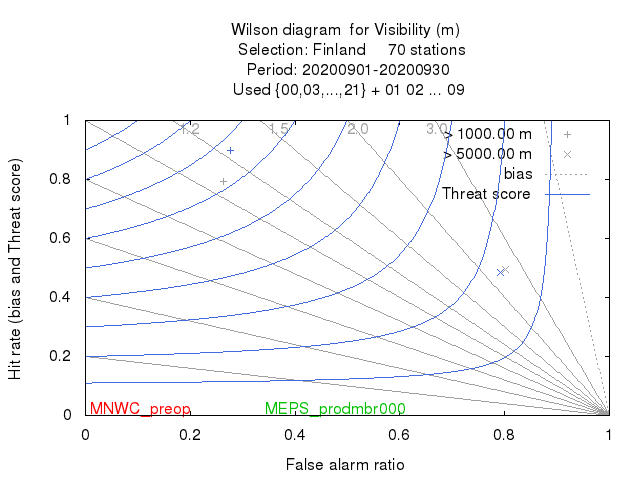 Wilson diagram for Visibility (m)
Selection: Finland 70 stations
Period: 20200901-20200930
Used {00,03,...,21} + 01 02 ... 09
Hit rate (bias and Threat score)
1
0.8
0.6
0.4
0.2
0
1.2
1.5
2.0
3.0
> 1000.00 m
> 5000.00 m
bias
Threat score
MNWC_preop
MEPS_prodmbr000
0
0.2
0.4
0.6
0.8
1
False alarm ratio